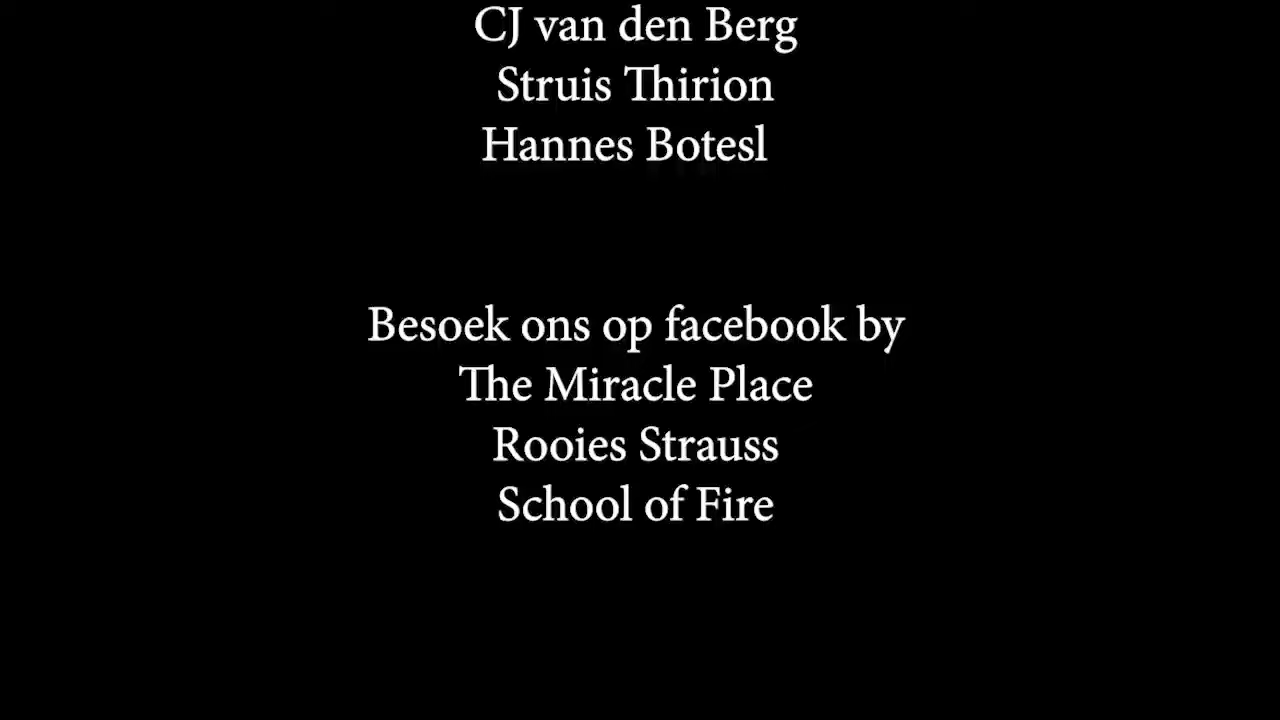 CJ van den Berg
Struis Thirion
Hannes Botesl
Besoek ons op facebook by
The Miracle Place
Rooies Strauss
School of Fire